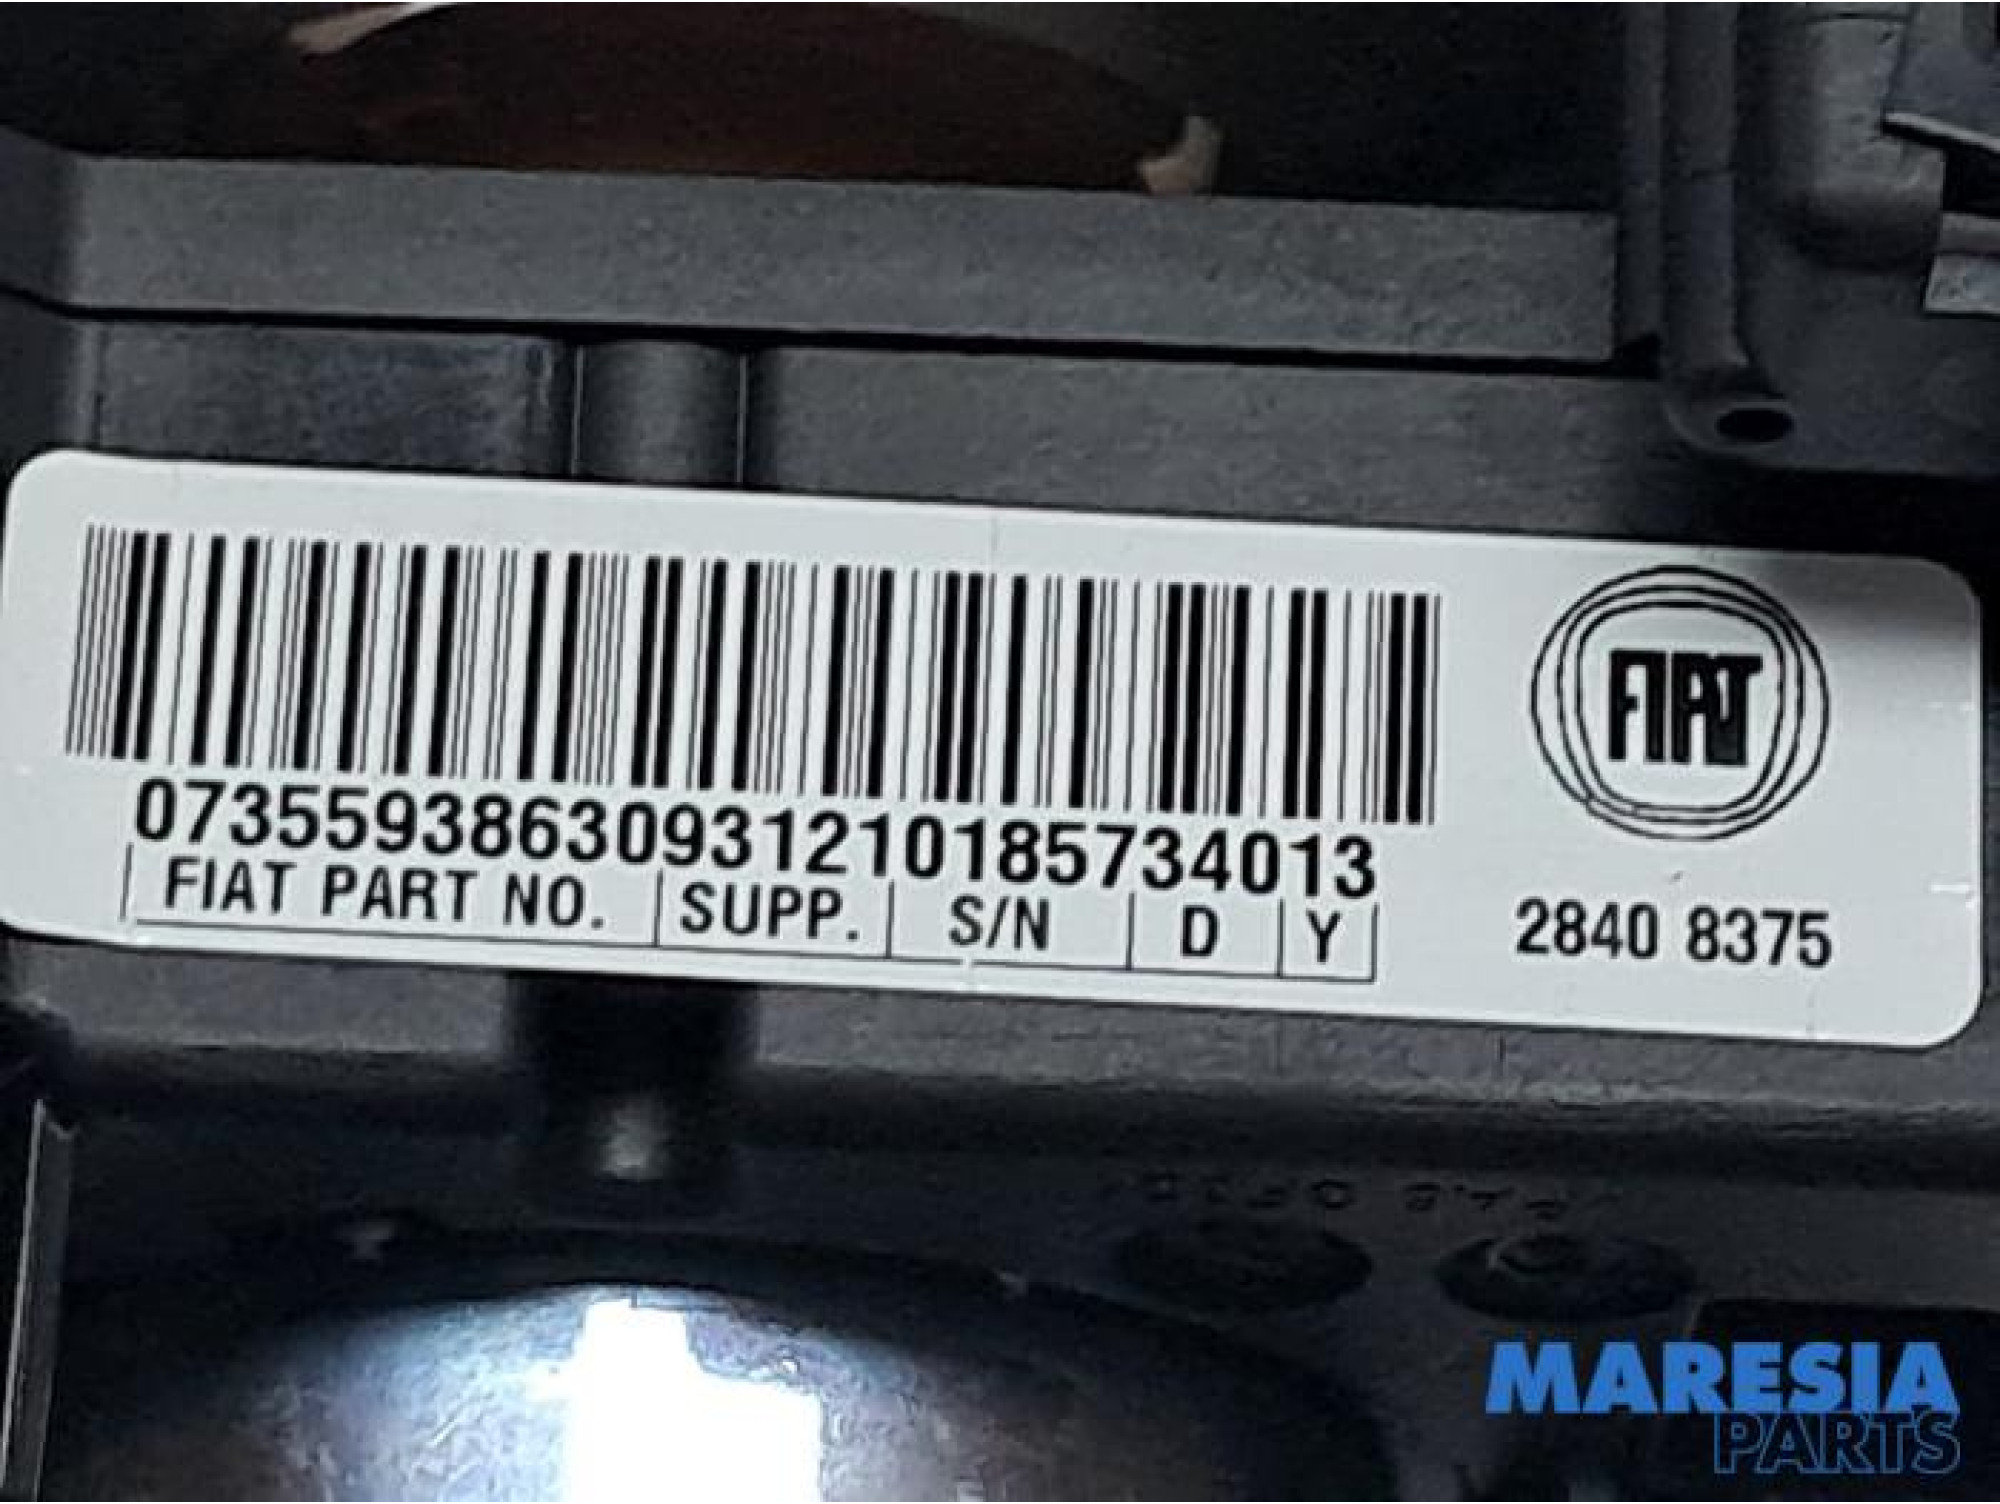 FIAT
07355938630931210185734013
FIAT PART NO. SUPP. S/N D Y
2840 8375
MARESIA
PARTS